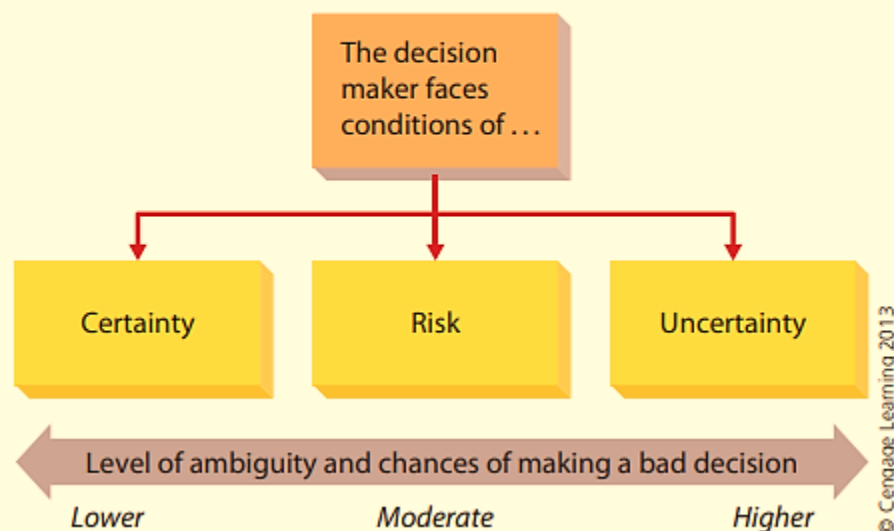 The decision
maker faces
conditions of ...
Certainty
Risk
Uncertainty
Level of ambiguity and chances of making a bad decision
Lower
Moderate
Higher
© Cengage Learning 2013